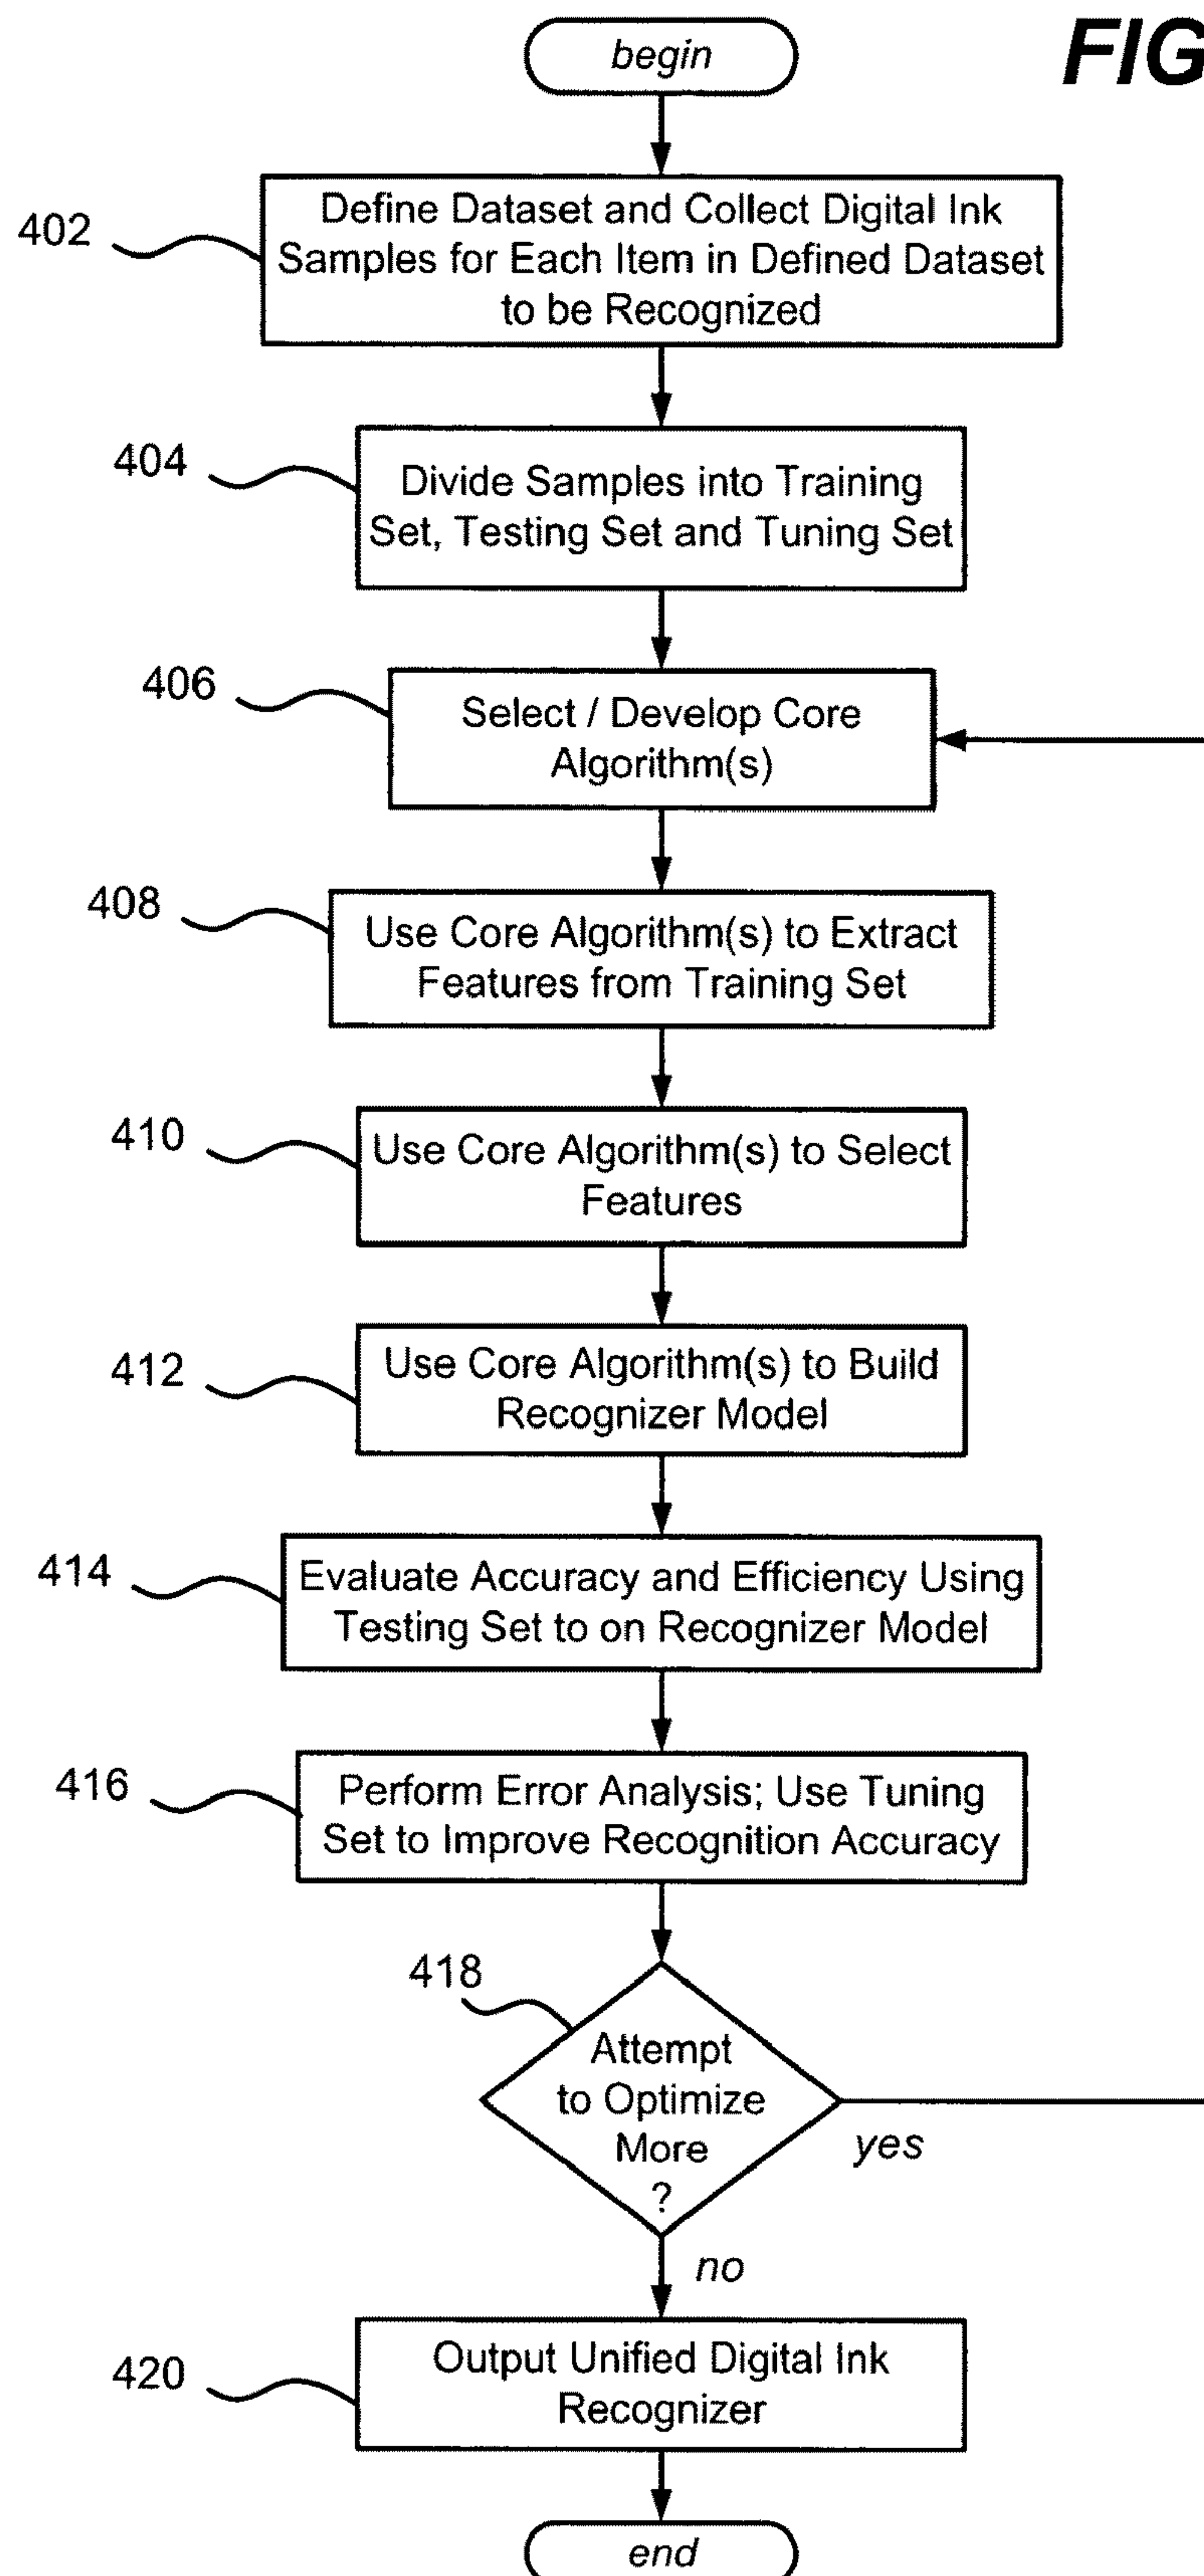 FIG
begin
402
Define Dataset and Collect Digital Ink
Samples for Each Item in Defined Dataset
to be Recognized
404
Divide Samples into Training
Set, Testing Set and Tuning Set
406
Select / Develop Core
Algorithm(s)
408
Use Core Algorithm(s) to Extract
Features from Training Set
410
Use Core Algorithm(s) to Select
Features
412
Use Core Algorithm(s) to Build
Recognizer Model
414
Evaluate Accuracy and Efficiency Using
Testing Set to on Recognizer Model
416
Perform Error Analysis; Use Tuning
Set to Improve Recognition Accuracy
418
Attempt
to Optimize
More
?
yes
no
420
Output Unified Digital Ink
Recognizer
end